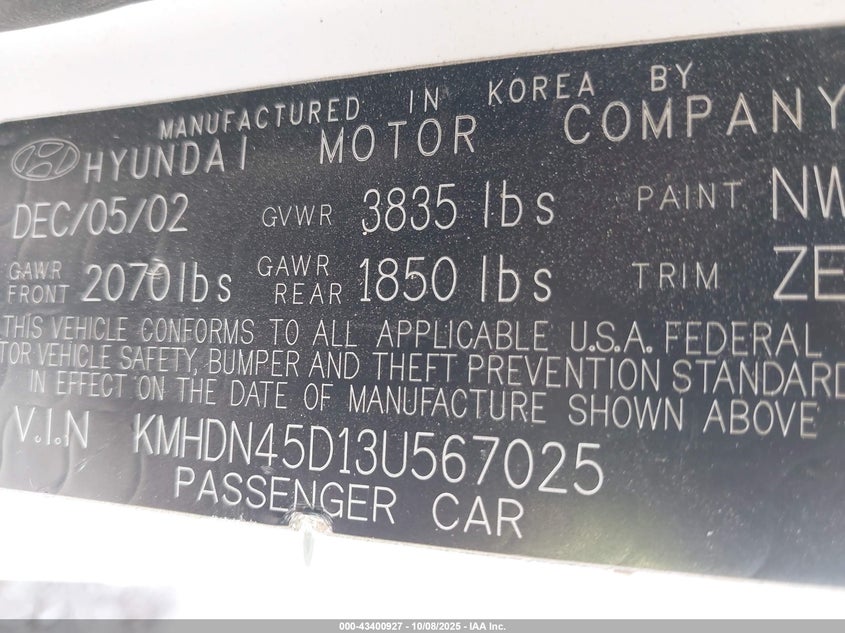 MANUFACTURED IN KOREA BY
HYUNDAI MOTOR COMPANY
DEC/05/02 GVWR 3835 lbs PAINT NW
GAWR FRONT 2070 lbs GAWR REAR 1850 lbs TRIM ZE
THIS VEHICLE CONFORMS TO ALL APPLICABLE U.S.A. FEDERAL
TOR VEHICLE SAFETY, BUMPER AND THEFT PREVENTION STANDARD
IN EFFECT ON THE DATE OF MANUFACTURE SHOWN ABOVE
V.I.N KMHDN45D13U567025
PASSENGER CAR
000-43400927 - 10/08/2025 - IAA Inc.